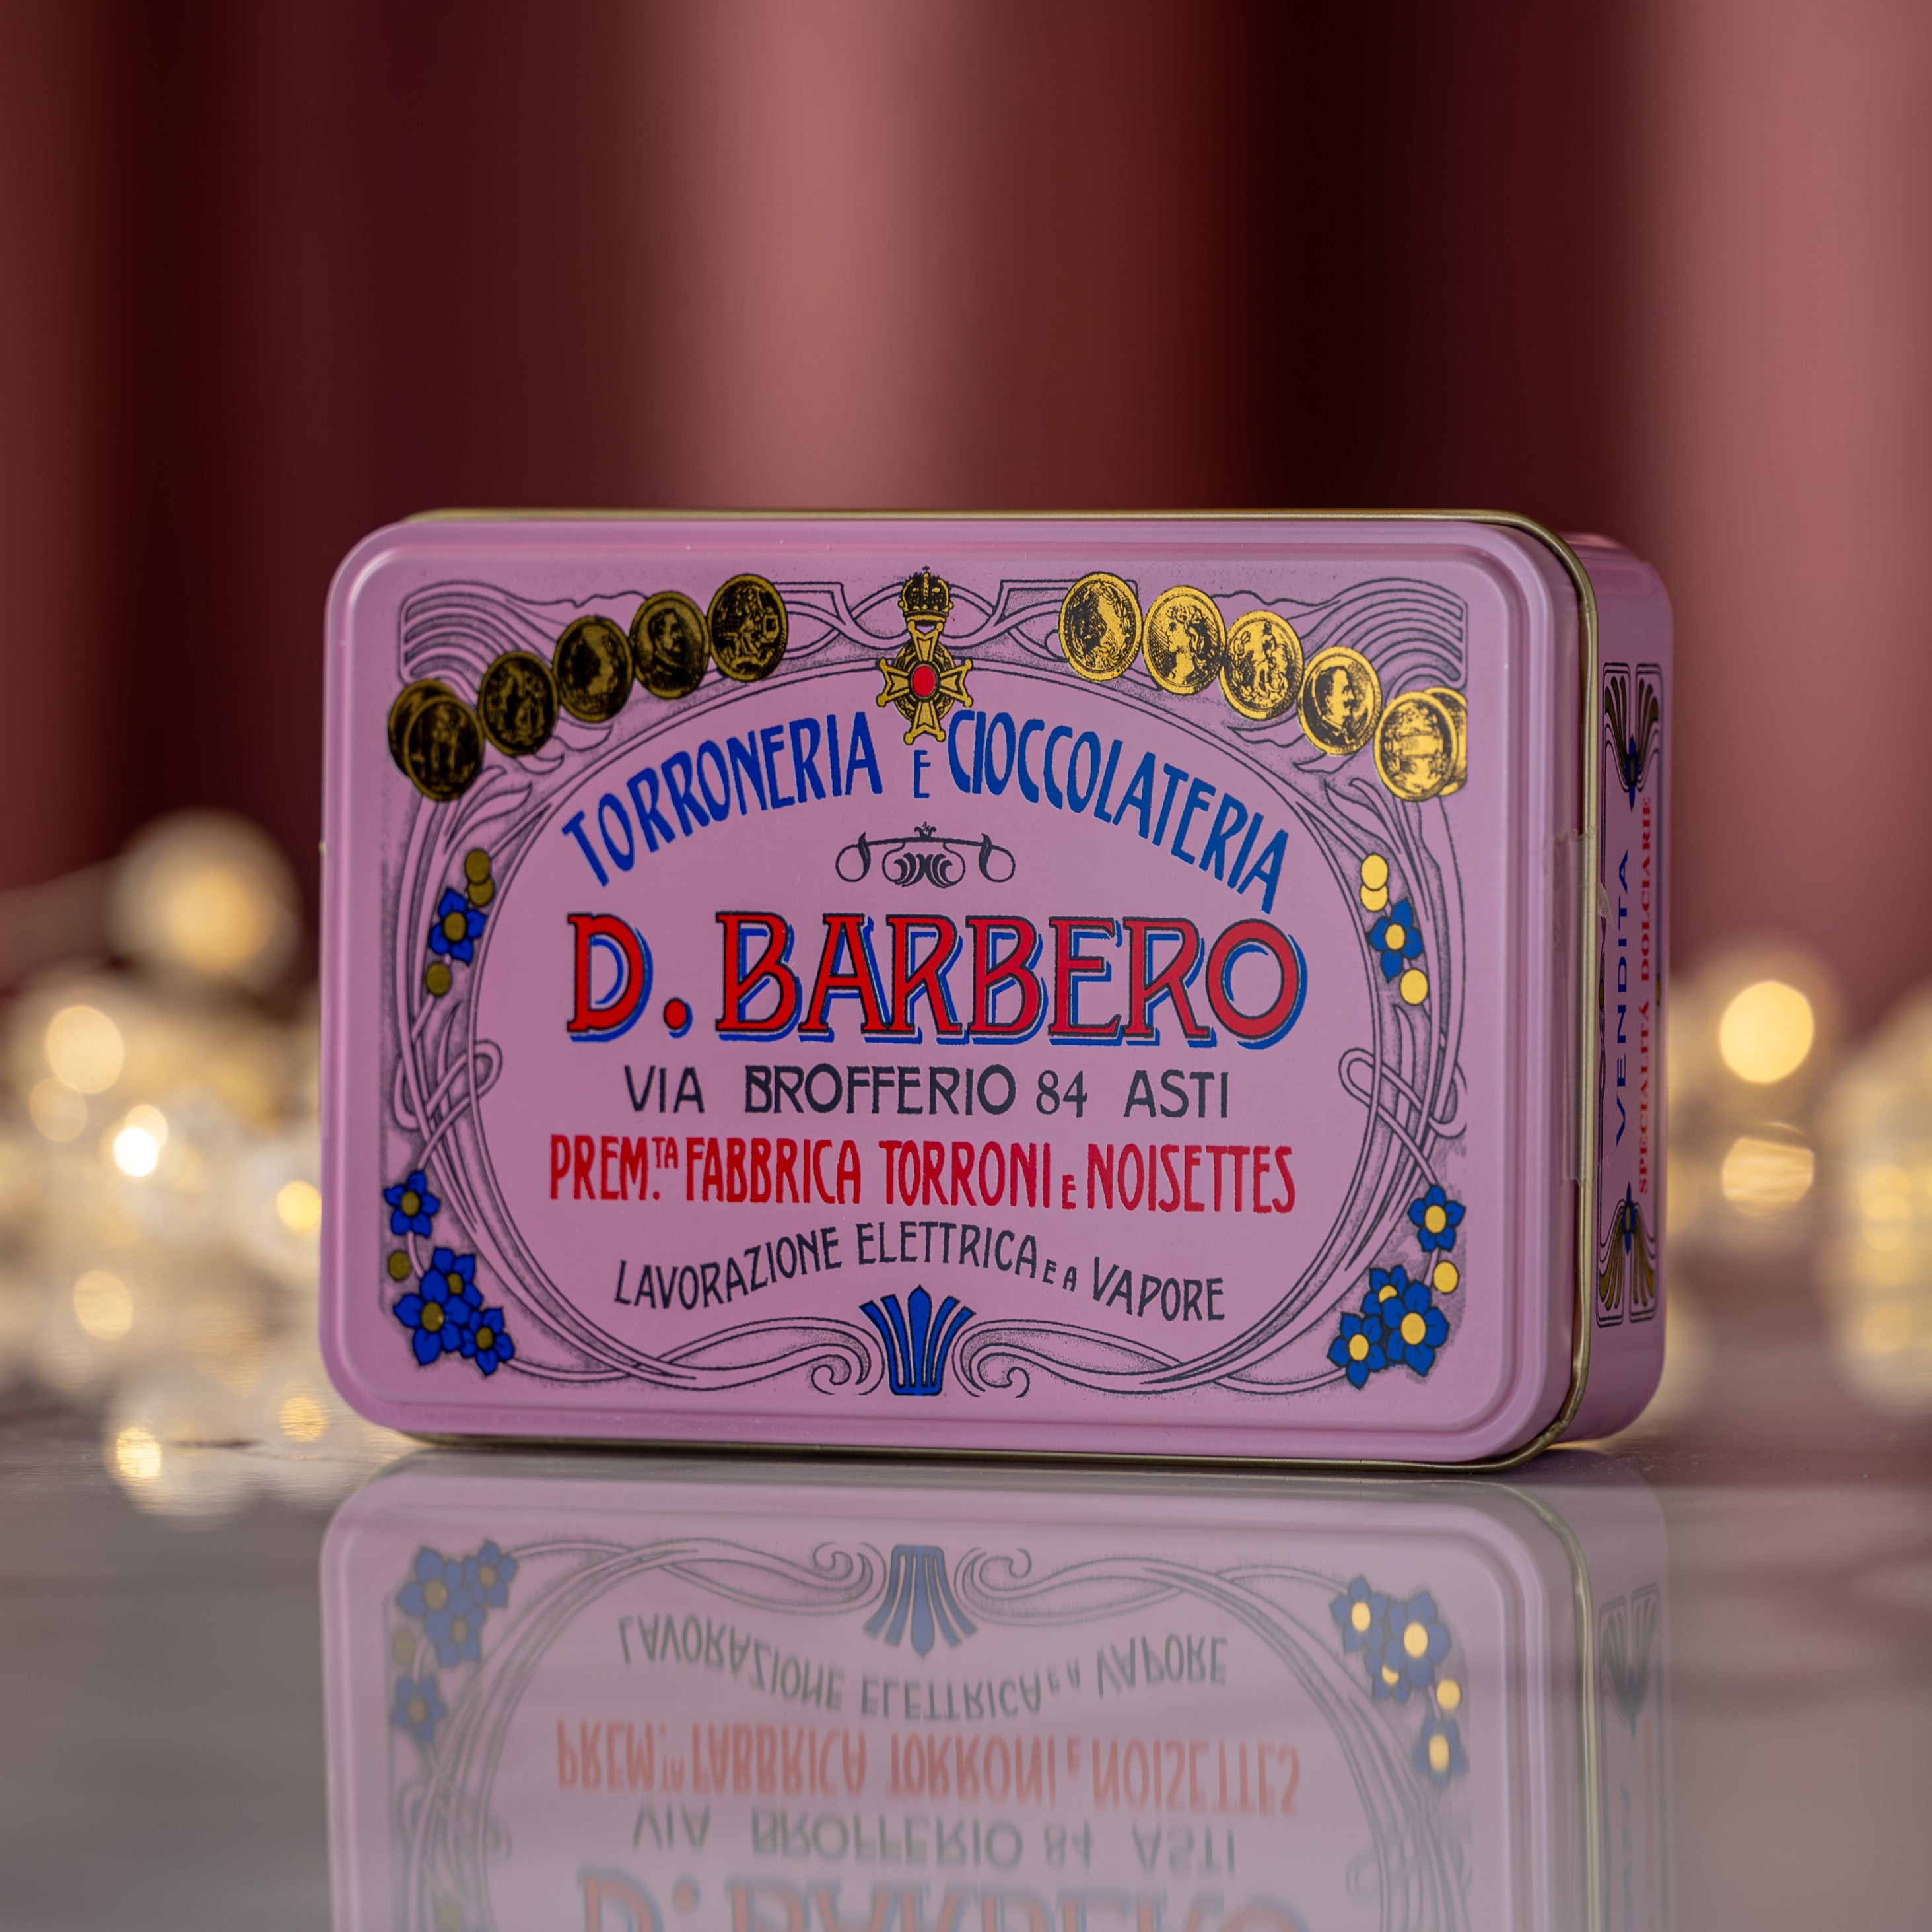 TORRONERIA E CIOCCOLATERIA
D. BARBERO
VIA BROFFERIO 84 ASTI
PREM.TA FABBRICA TORRONI E NOISETTES
LAVORAZIONE ELETTRICA E A VAPORE
VENDITA
SPECIALITÀ DOLCIARIE